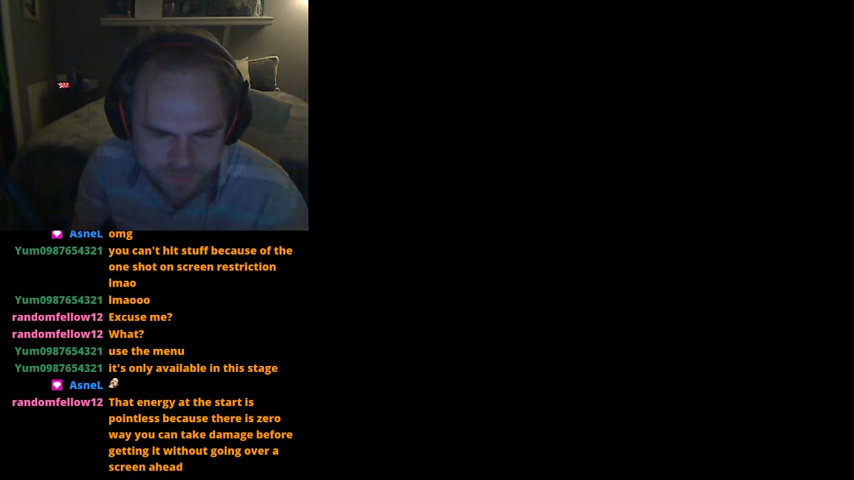 AsneL omg
Yum0987654321 you can't hit stuff because of the
one shot on screen restriction
lmao
Yum0987654321 lmaooo
randomfellow12 Excuse me?
randomfellow12 What?
Yum0987654321 use the menu
Yum0987654321 it's only available in this stage
AsneL
randomfellow12 That energy at the start is
pointless because there is zero
way you can take damage before
getting it without going over a
screen ahead